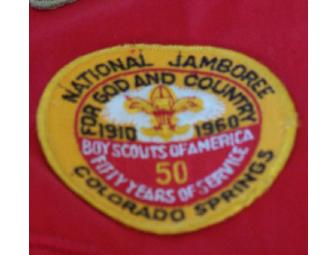 NATIONAL JAMBOREE
FOR GOD AND COUNTRY
1910 1960
BOY SCOUTS OF AMERICA
50
FIFTY YEARS OF SERVICE
COLORADO SPRINGS